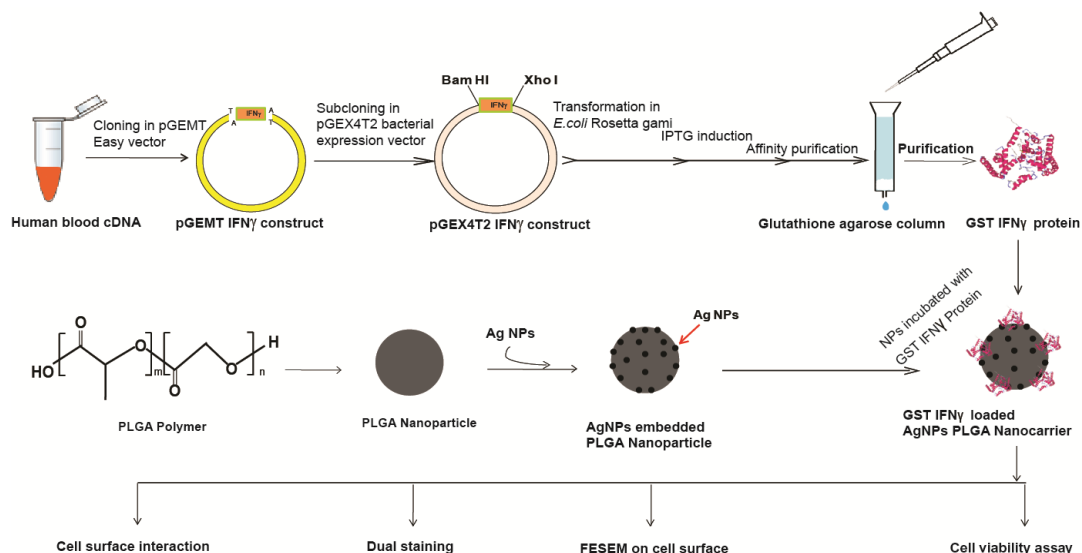 Bam HI
Xho I
T
A
IFNγ
A
T
IFNγ
Cloning in pGEMT
Easy vector
Subcloning in
pGEX4T2 bacterial
expression vector
Transformation in
E.coli Rosetta gami
IPTG induction
Affinity purification
Purification
Human blood cDNA
pGEMT IFNγ construct
pGEX4T2 IFNγ construct
Glutathione agarose column
GST IFNγ protein
O
HO
O
m
O
O
H
n
PLGA Polymer
PLGA Nanoparticle
Ag NPs
Ag NPs
AgNPs embedded
PLGA Nanoparticle
NPs incubated with
GST IFNγ Protein
GST IFNγ loaded
AgNPs PLGA Nanocarrier
Cell surface interaction
Dual staining
FESEM on cell surface
Cell viability assay